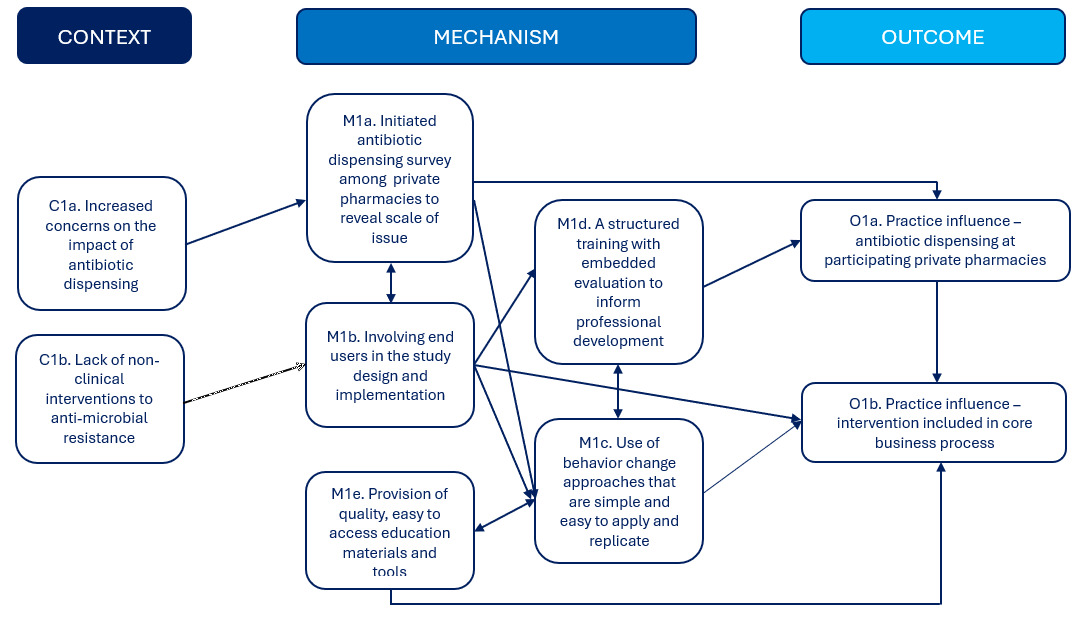 CONTEXT
MECHANISM
OUTCOME
C1a. Increased
concerns on the
impact of
antibiotic
dispensing
C1b. Lack of non-
clinical
interventions to
anti-microbial
resistance
M1a. Initiated
antibiotic
dispensing survey
among private
pharmacies to
reveal scale of
issue
M1b. Involving end
users in the study
design and
implementation
M1e. Provision of
quality, easy to
access education
materials and
tools
M1d. A structured
training with
embedded
evaluation to
inform
professional
development
M1c. Use of
behavior change
approaches that
are simple and
easy to apply and
replicate
O1a. Practice influence –
antibiotic dispensing at
participating private pharmacies
O1b. Practice influence –
intervention included in core
business process